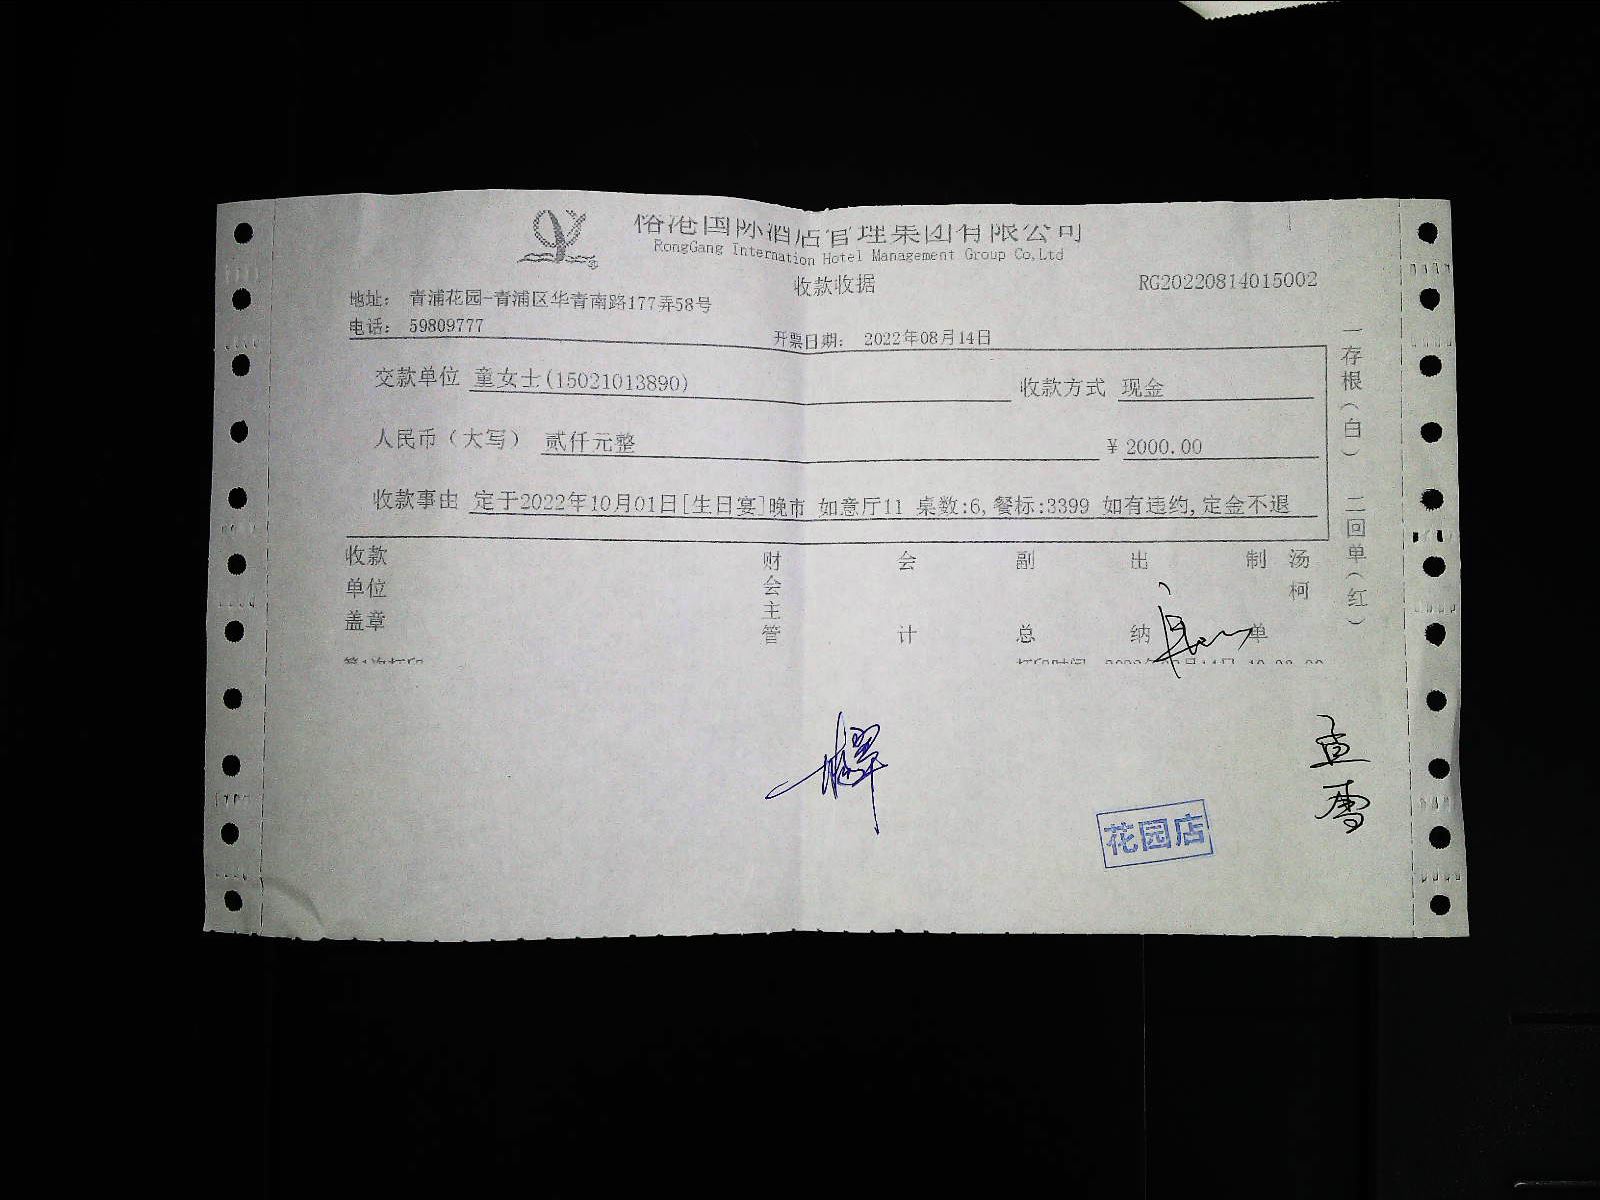 国际酒店管理集团有限公司
RongGang Internation Hotel Management Group Co,Ltd
收款收据
RG20220814015002
地址: 青浦花园-青浦区华青南路177弄58号
电话: 59809777
开票日期: 2022年08月14日
交款单位 童女士(15021013890) 收款方式 现金
人民币（大写） 贰仟元整 ¥2000.00
收款事由 定于2022年10月01日[生日宴]晚市 如意厅11 桌数:6,餐标:3399 如有违约,定金不退
收款单位盖章 财会主管 会计 副总 出纳 制单 汤柯
一存根（白） 二回单（红）
花园店